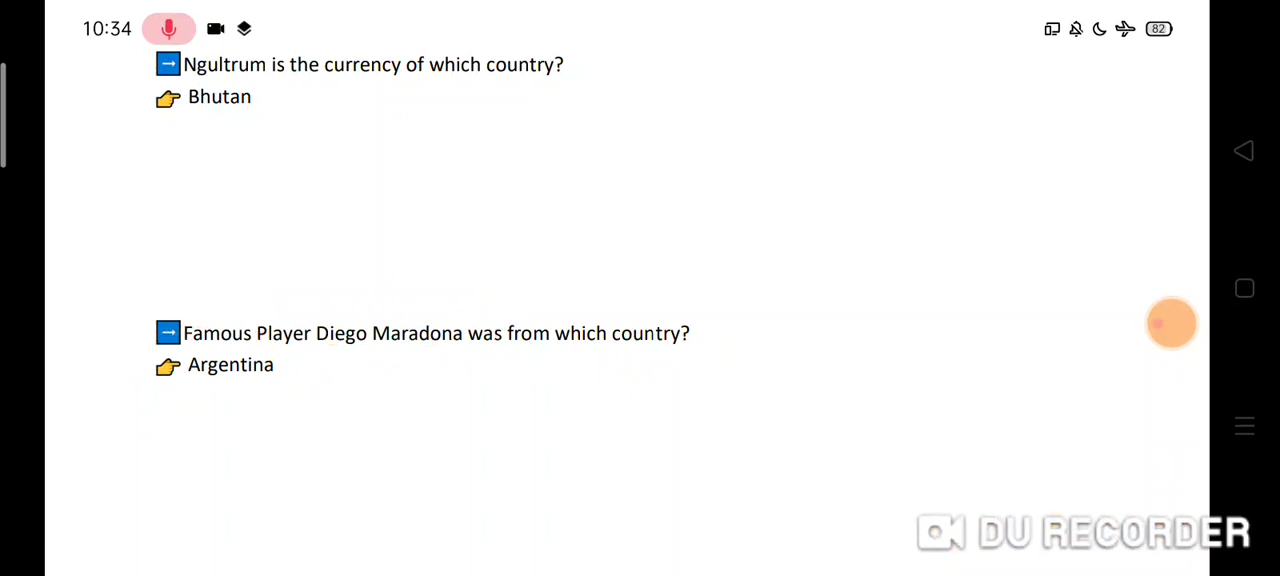 10:34
82
➡Ngultrum is the currency of which country?
👉 Bhutan
➡Famous Player Diego Maradona was from which country?
👉 Argentina
DU RECORDER